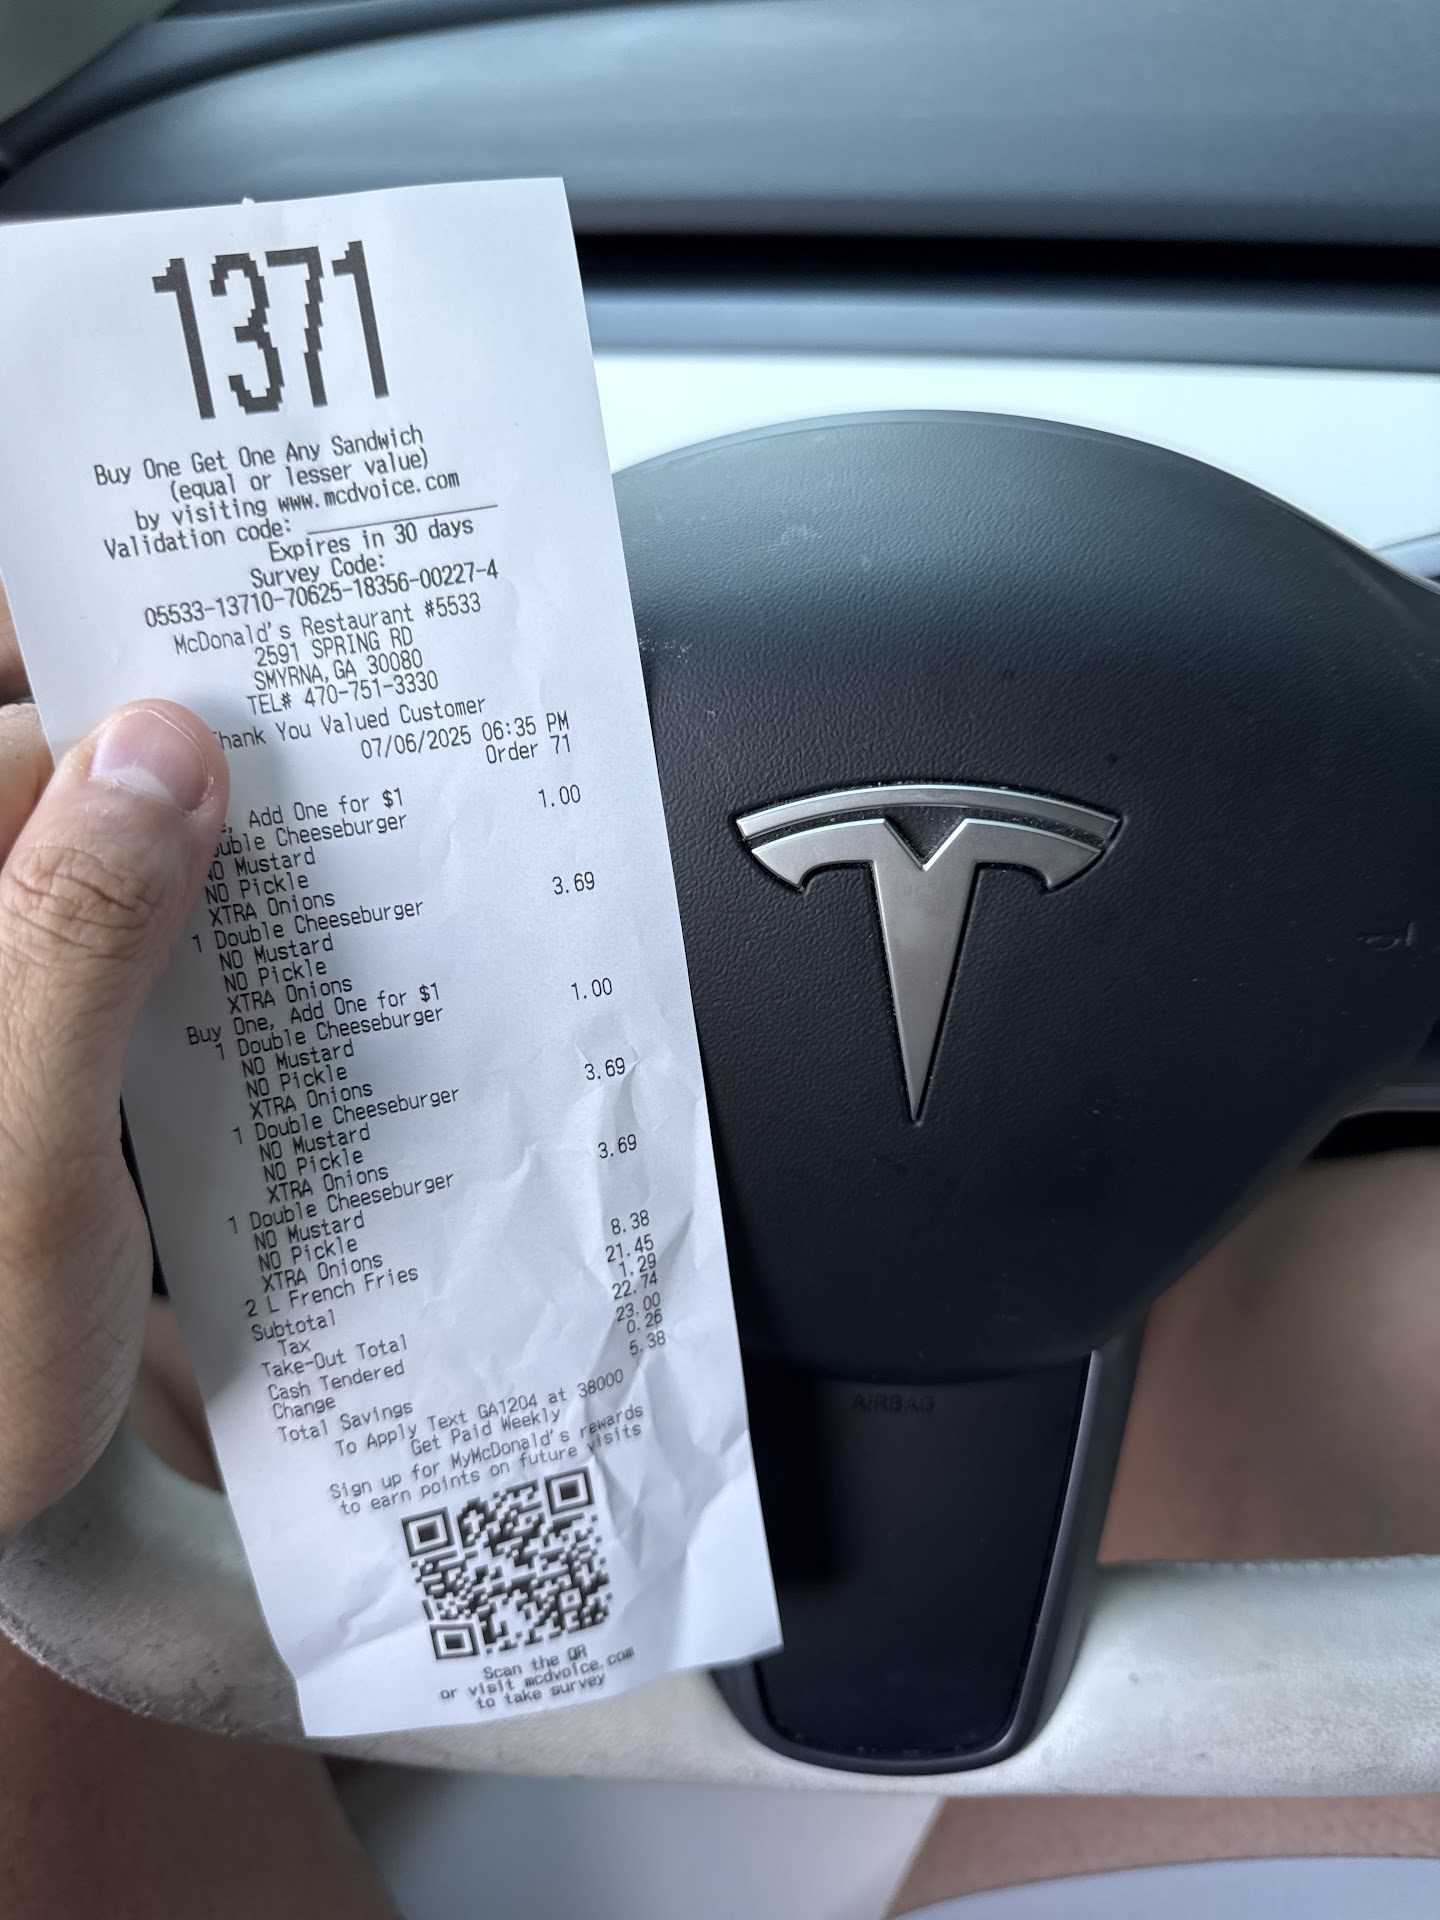 1371
Buy One Get One Any Sandwich
(equal or lesser value)
by visiting www.mcdvoice.com
Validation code:
Expires in 30 days
Survey Code:
05533-13710-70625-18356-00227-4
McDonald's Restaurant #5533
2591 SPRING RD
SMYRNA, GA 30080
TEL# 470-751-3330
Thank You Valued Customer
07/06/2025 06:35 PM
Order 71
, Add One for $1
uble Cheeseburger 1.00
NO Mustard
NO Pickle
XTRA Onions
1 Double Cheeseburger 3.69
NO Mustard
NO Pickle
XTRA Onions
Buy One, Add One for $1
1 Double Cheeseburger 1.00
NO Mustard
NO Pickle
XTRA Onions
1 Double Cheeseburger 3.69
NO Mustard
NO Pickle
XTRA Onions
1 Double Cheeseburger 3.69
NO Mustard
NO Pickle
XTRA Onions
2 L French Fries 8.38
Subtotal 21.45
Tax 1.29
Take-Out Total 22.74
Cash Tendered 23.00
Change 0.26
Total Savings 5.38
To Apply Text GA1204 at 38000
Get Paid Weekly
Sign up for MyMcDonald's rewards
to earn points on future visits
Scan the QR
or visit mcdvoice.com
to take survey
AIRBAG